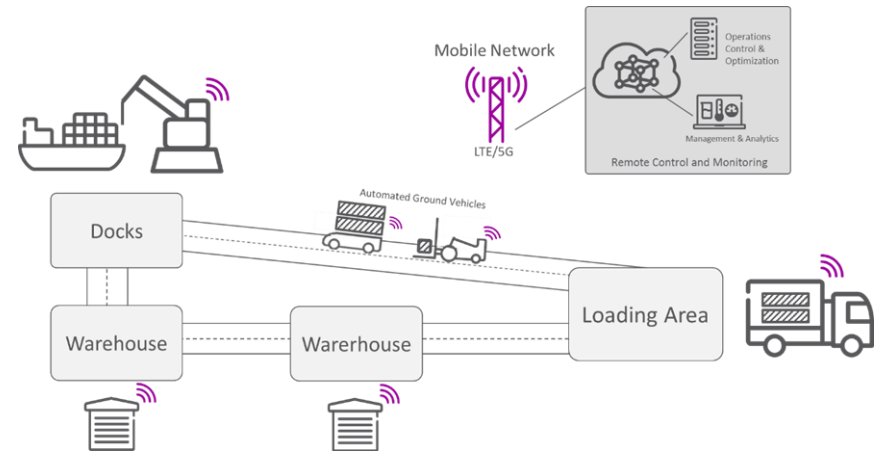 Mobile Network
LTE/5G
Operations
Control &
Optimization
Management & Analytics
Remote Control and Monitoring
Automated Ground Vehicles
Docks
Loading Area
Warehouse
Warerhouse